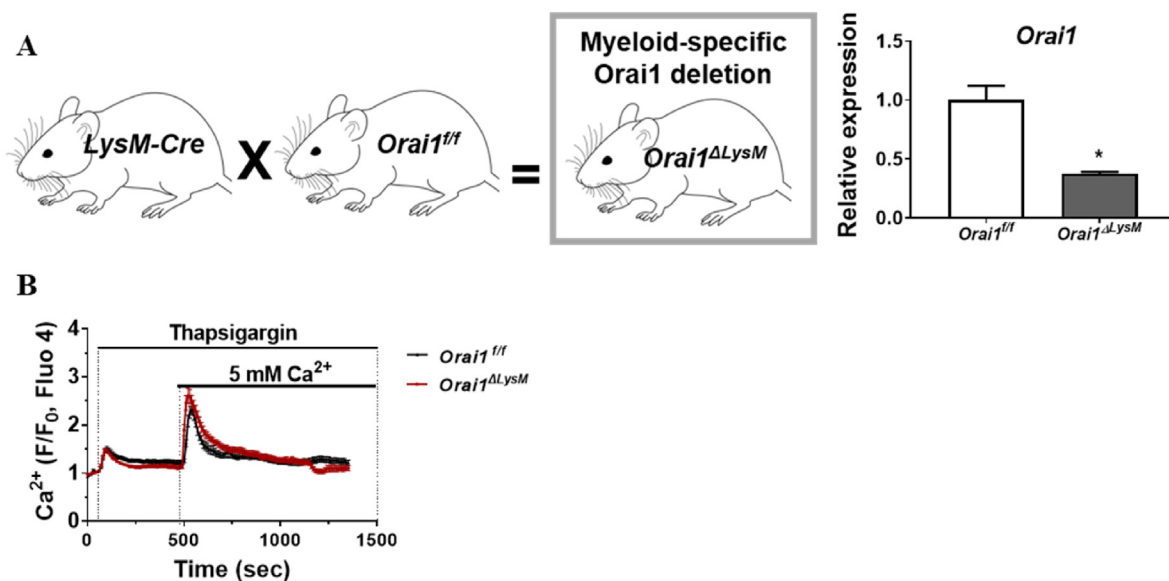 A
LysM-Cre
X
Orai1f/f
=
Myeloid-specific
Orai1 deletion
Orai1ΔLysM
Orai1
Relative expression
1.5
1.0
0.5
0.0
*
Orai1f/f
Orai1ΔLysM
B
Ca2+ (F/F0, Fluo 4)
4
3
2
1
0
Thapsigargin
5 mM Ca2+
Orai1 f/f
Orai1ΔLysM
0 500 1000 1500
Time (sec)